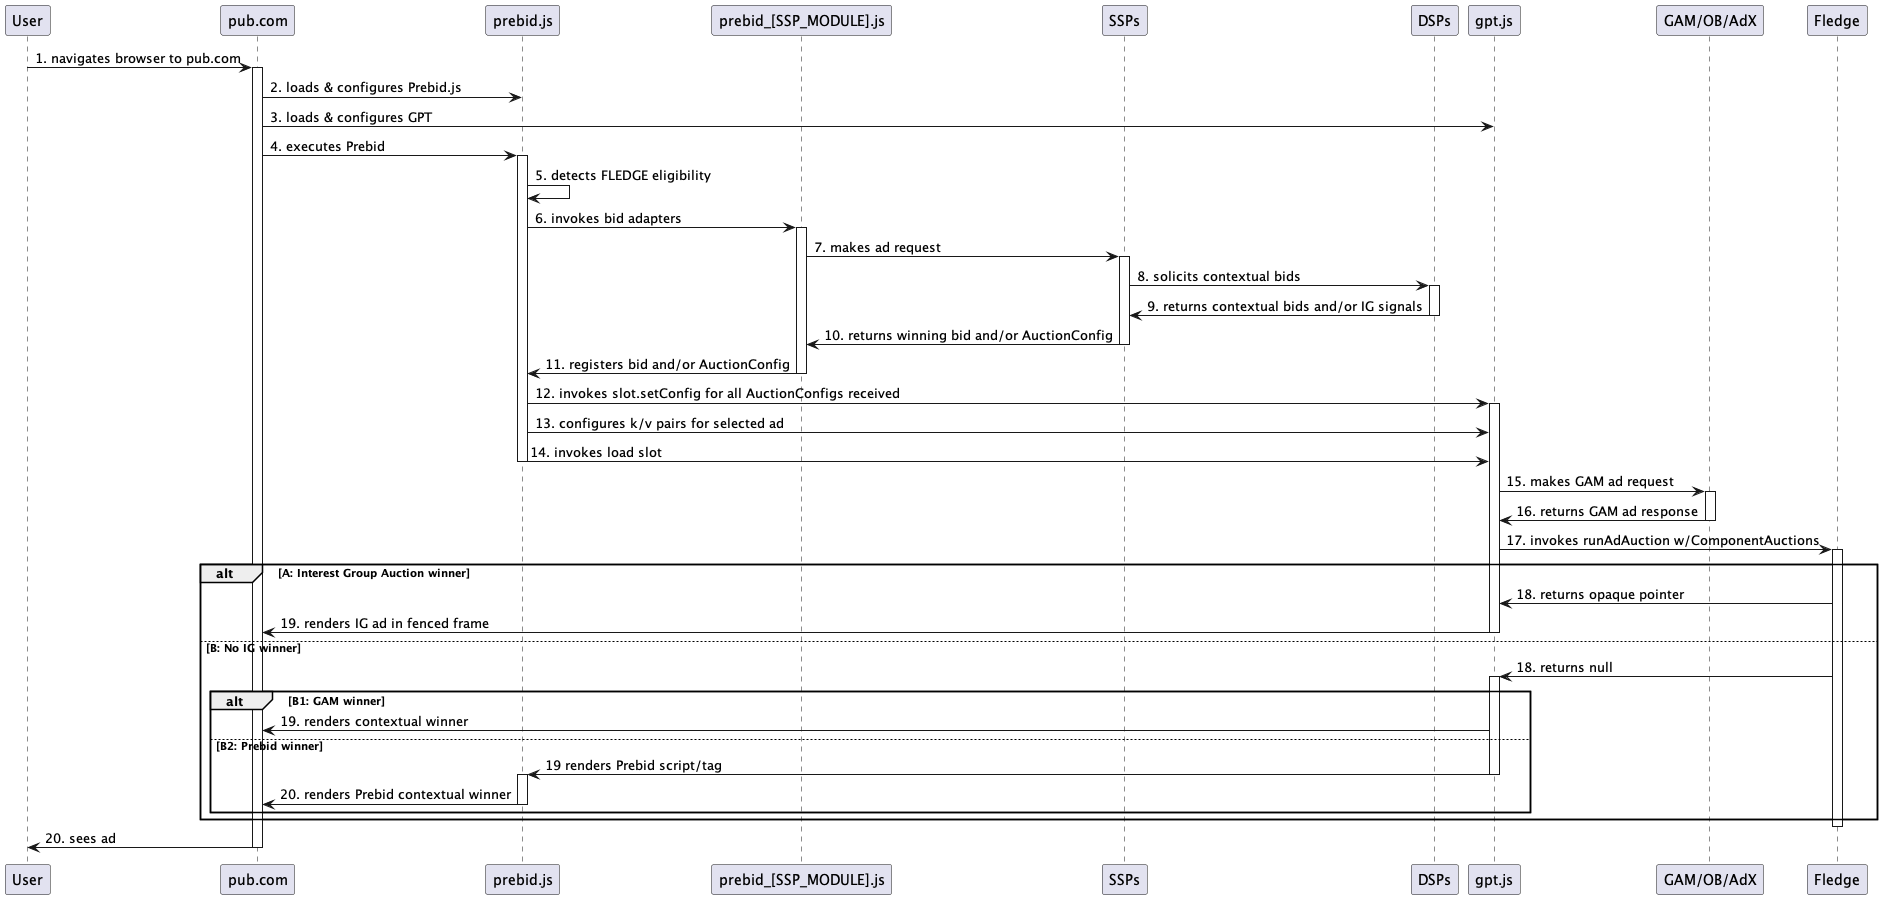 User
pub.com
prebid.js
prebid_[SSP_MODULE].js
SSPs
DSPs
gpt.js
GAM/OB/AdX
Fledge
1. navigates browser to pub.com
2. loads & configures Prebid.js
3. loads & configures GPT
4. executes Prebid
5. detects FLEDGE eligibility
6. invokes bid adapters
7. makes ad request
8. solicits contextual bids
9. returns contextual bids and/or IG signals
10. returns winning bid and/or AuctionConfig
11. registers bid and/or AuctionConfig
12. invokes slot.setConfig for all AuctionConfigs received
13. configures k/v pairs for selected ad
14. invokes load slot
15. makes GAM ad request
16. returns GAM ad response
17. invokes runAdAuction w/ComponentAuctions
alt
[A: Interest Group Auction winner]
18. returns opaque pointer
19. renders IG ad in fenced frame
[B: No IG winner]
18. returns null
alt
[B1: GAM winner]
19. renders contextual winner
[B2: Prebid winner]
19 renders Prebid script/tag
20. renders Prebid contextual winner
20. sees ad
User
pub.com
prebid.js
prebid_[SSP_MODULE].js
SSPs
DSPs
gpt.js
GAM/OB/AdX
Fledge